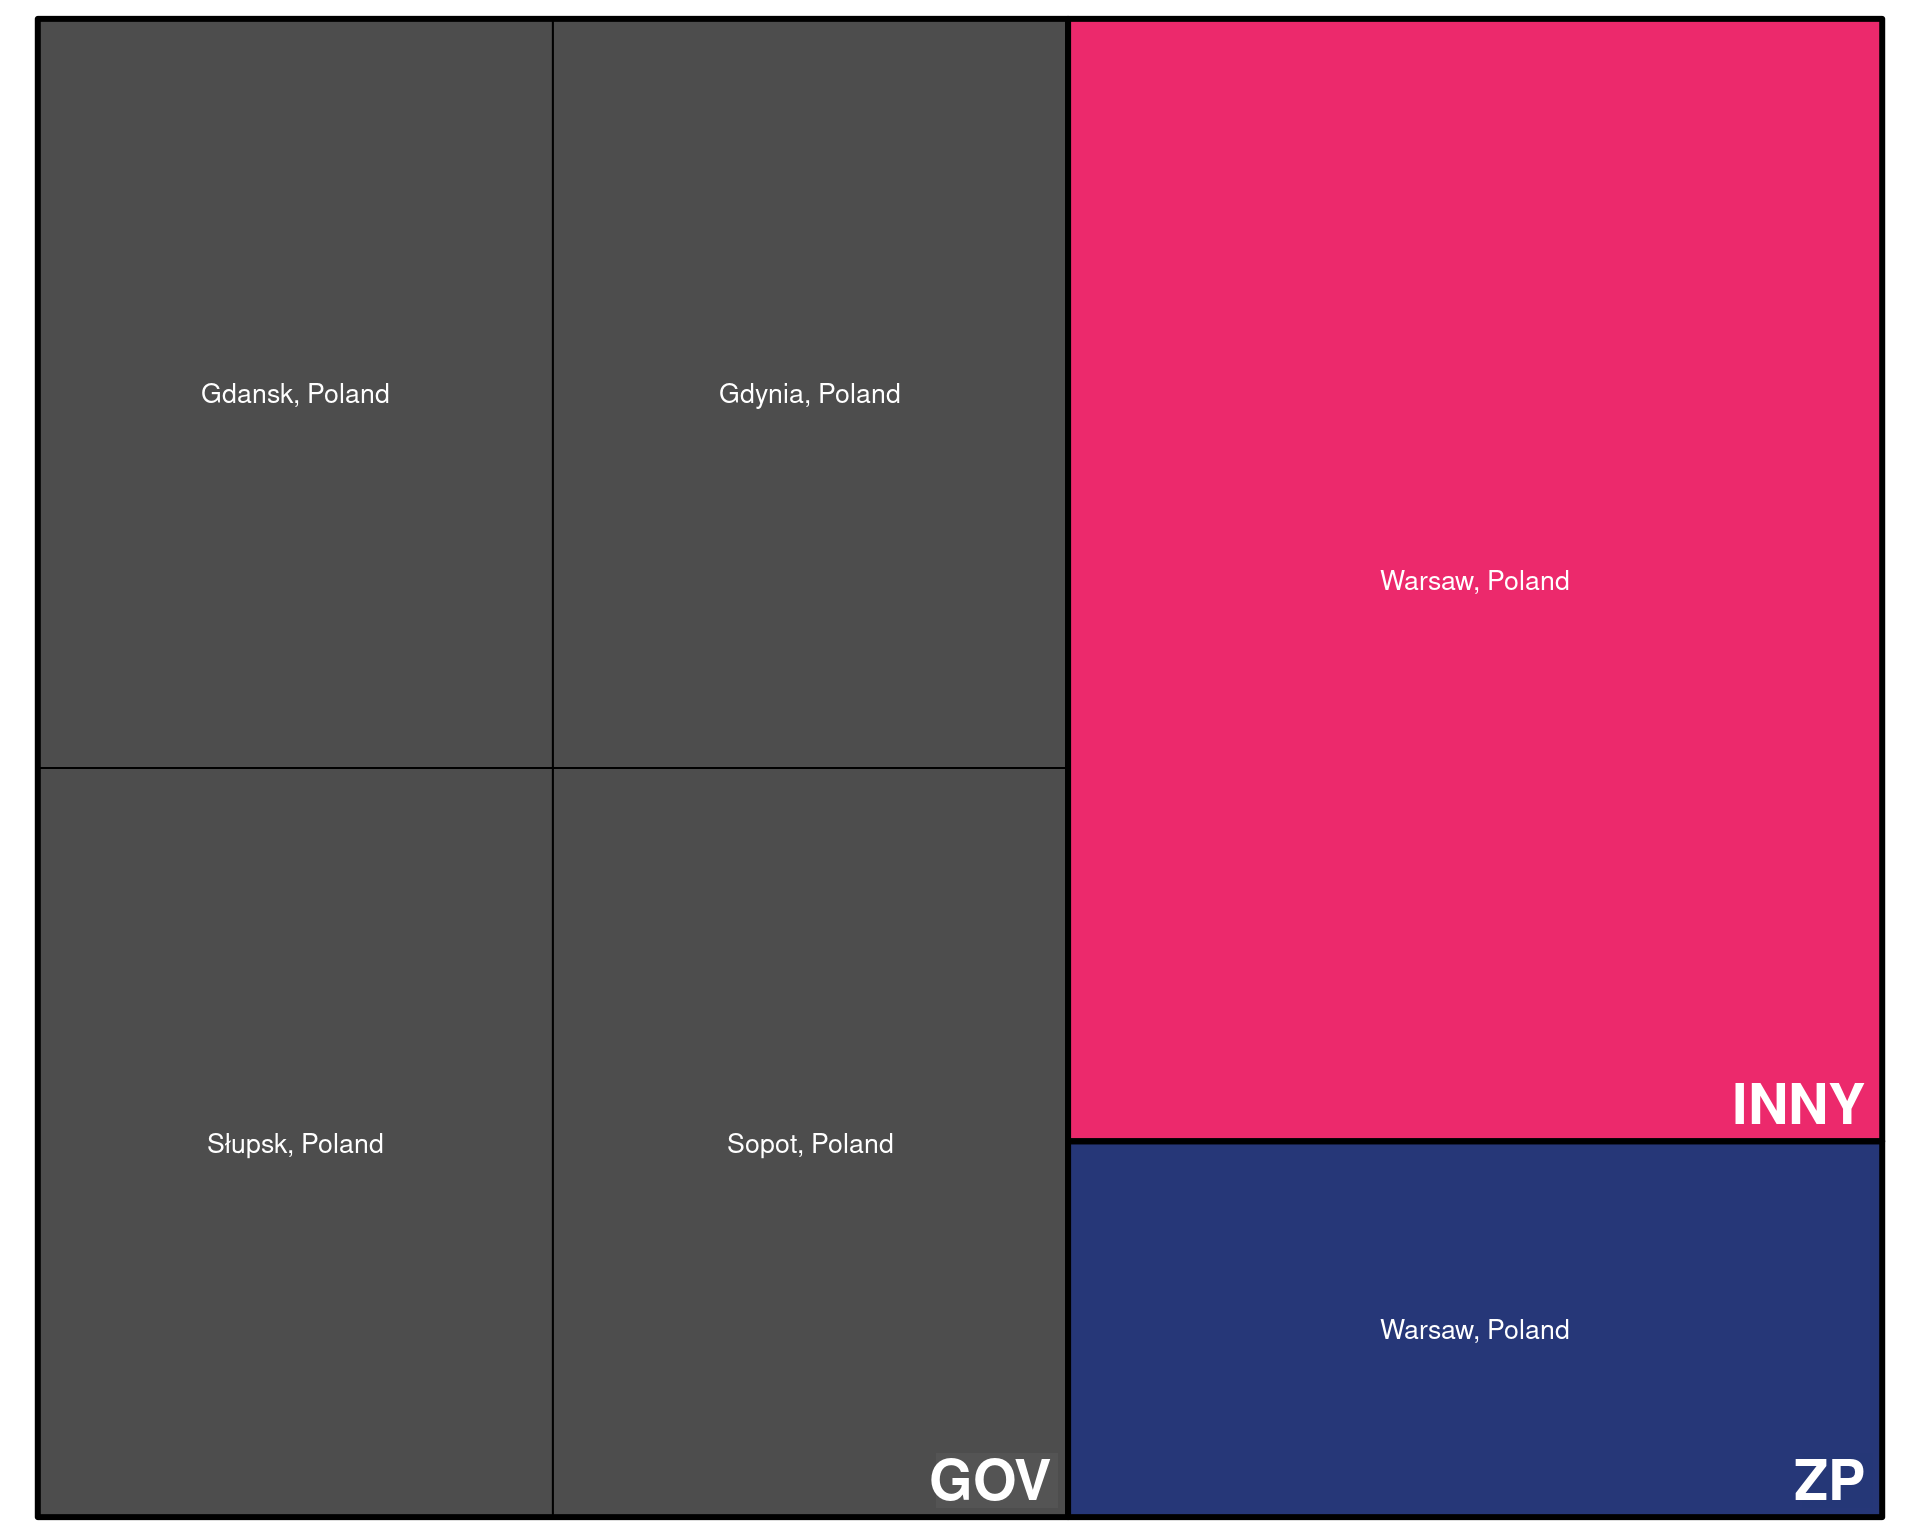 Gdansk, Poland
Gdynia, Poland
Słupsk, Poland
Sopot, Poland
GOV
Warsaw, Poland
INNY
Warsaw, Poland
ZP